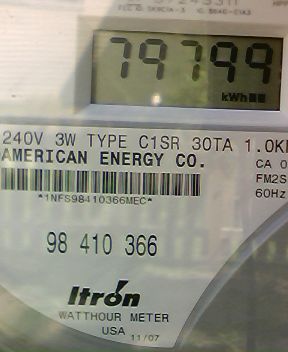 79799
kWh
240V 3W TYPE C1SR 30TA 1.0K
AMERICAN ENERGY CO.
CA 0
FM2S
60Hz
*1NFS98410366MEC*
98 410 366
Itron
WATTHOUR METER
USA 11/07